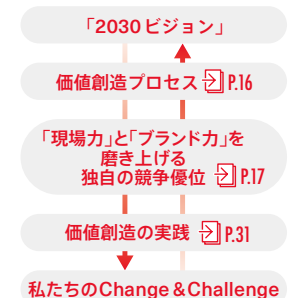 「2030ビジョン」
価値創造プロセス P.16
「現場力」と「ブランド力」を
磨き上げる
独自の競争優位 P.17
価値創造の実践 P.31
私たちのChange＆Challenge